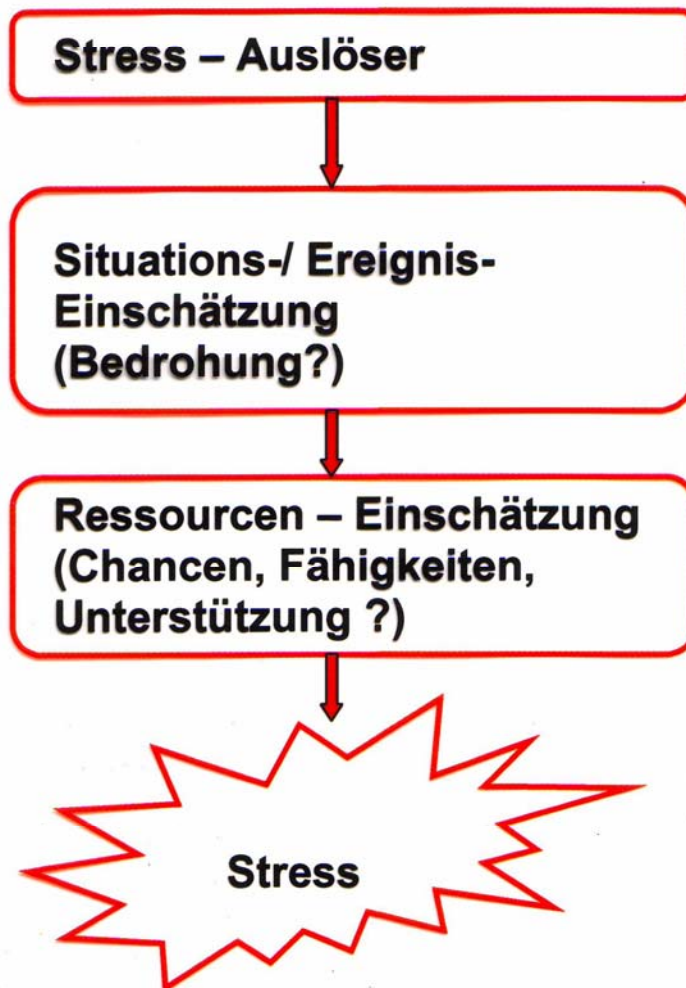 Stress – Auslöser
Situations-/ Ereignis-
Einschätzung
(Bedrohung?)
Ressourcen – Einschätzung
(Chancen, Fähigkeiten,
Unterstützung ?)
Stress